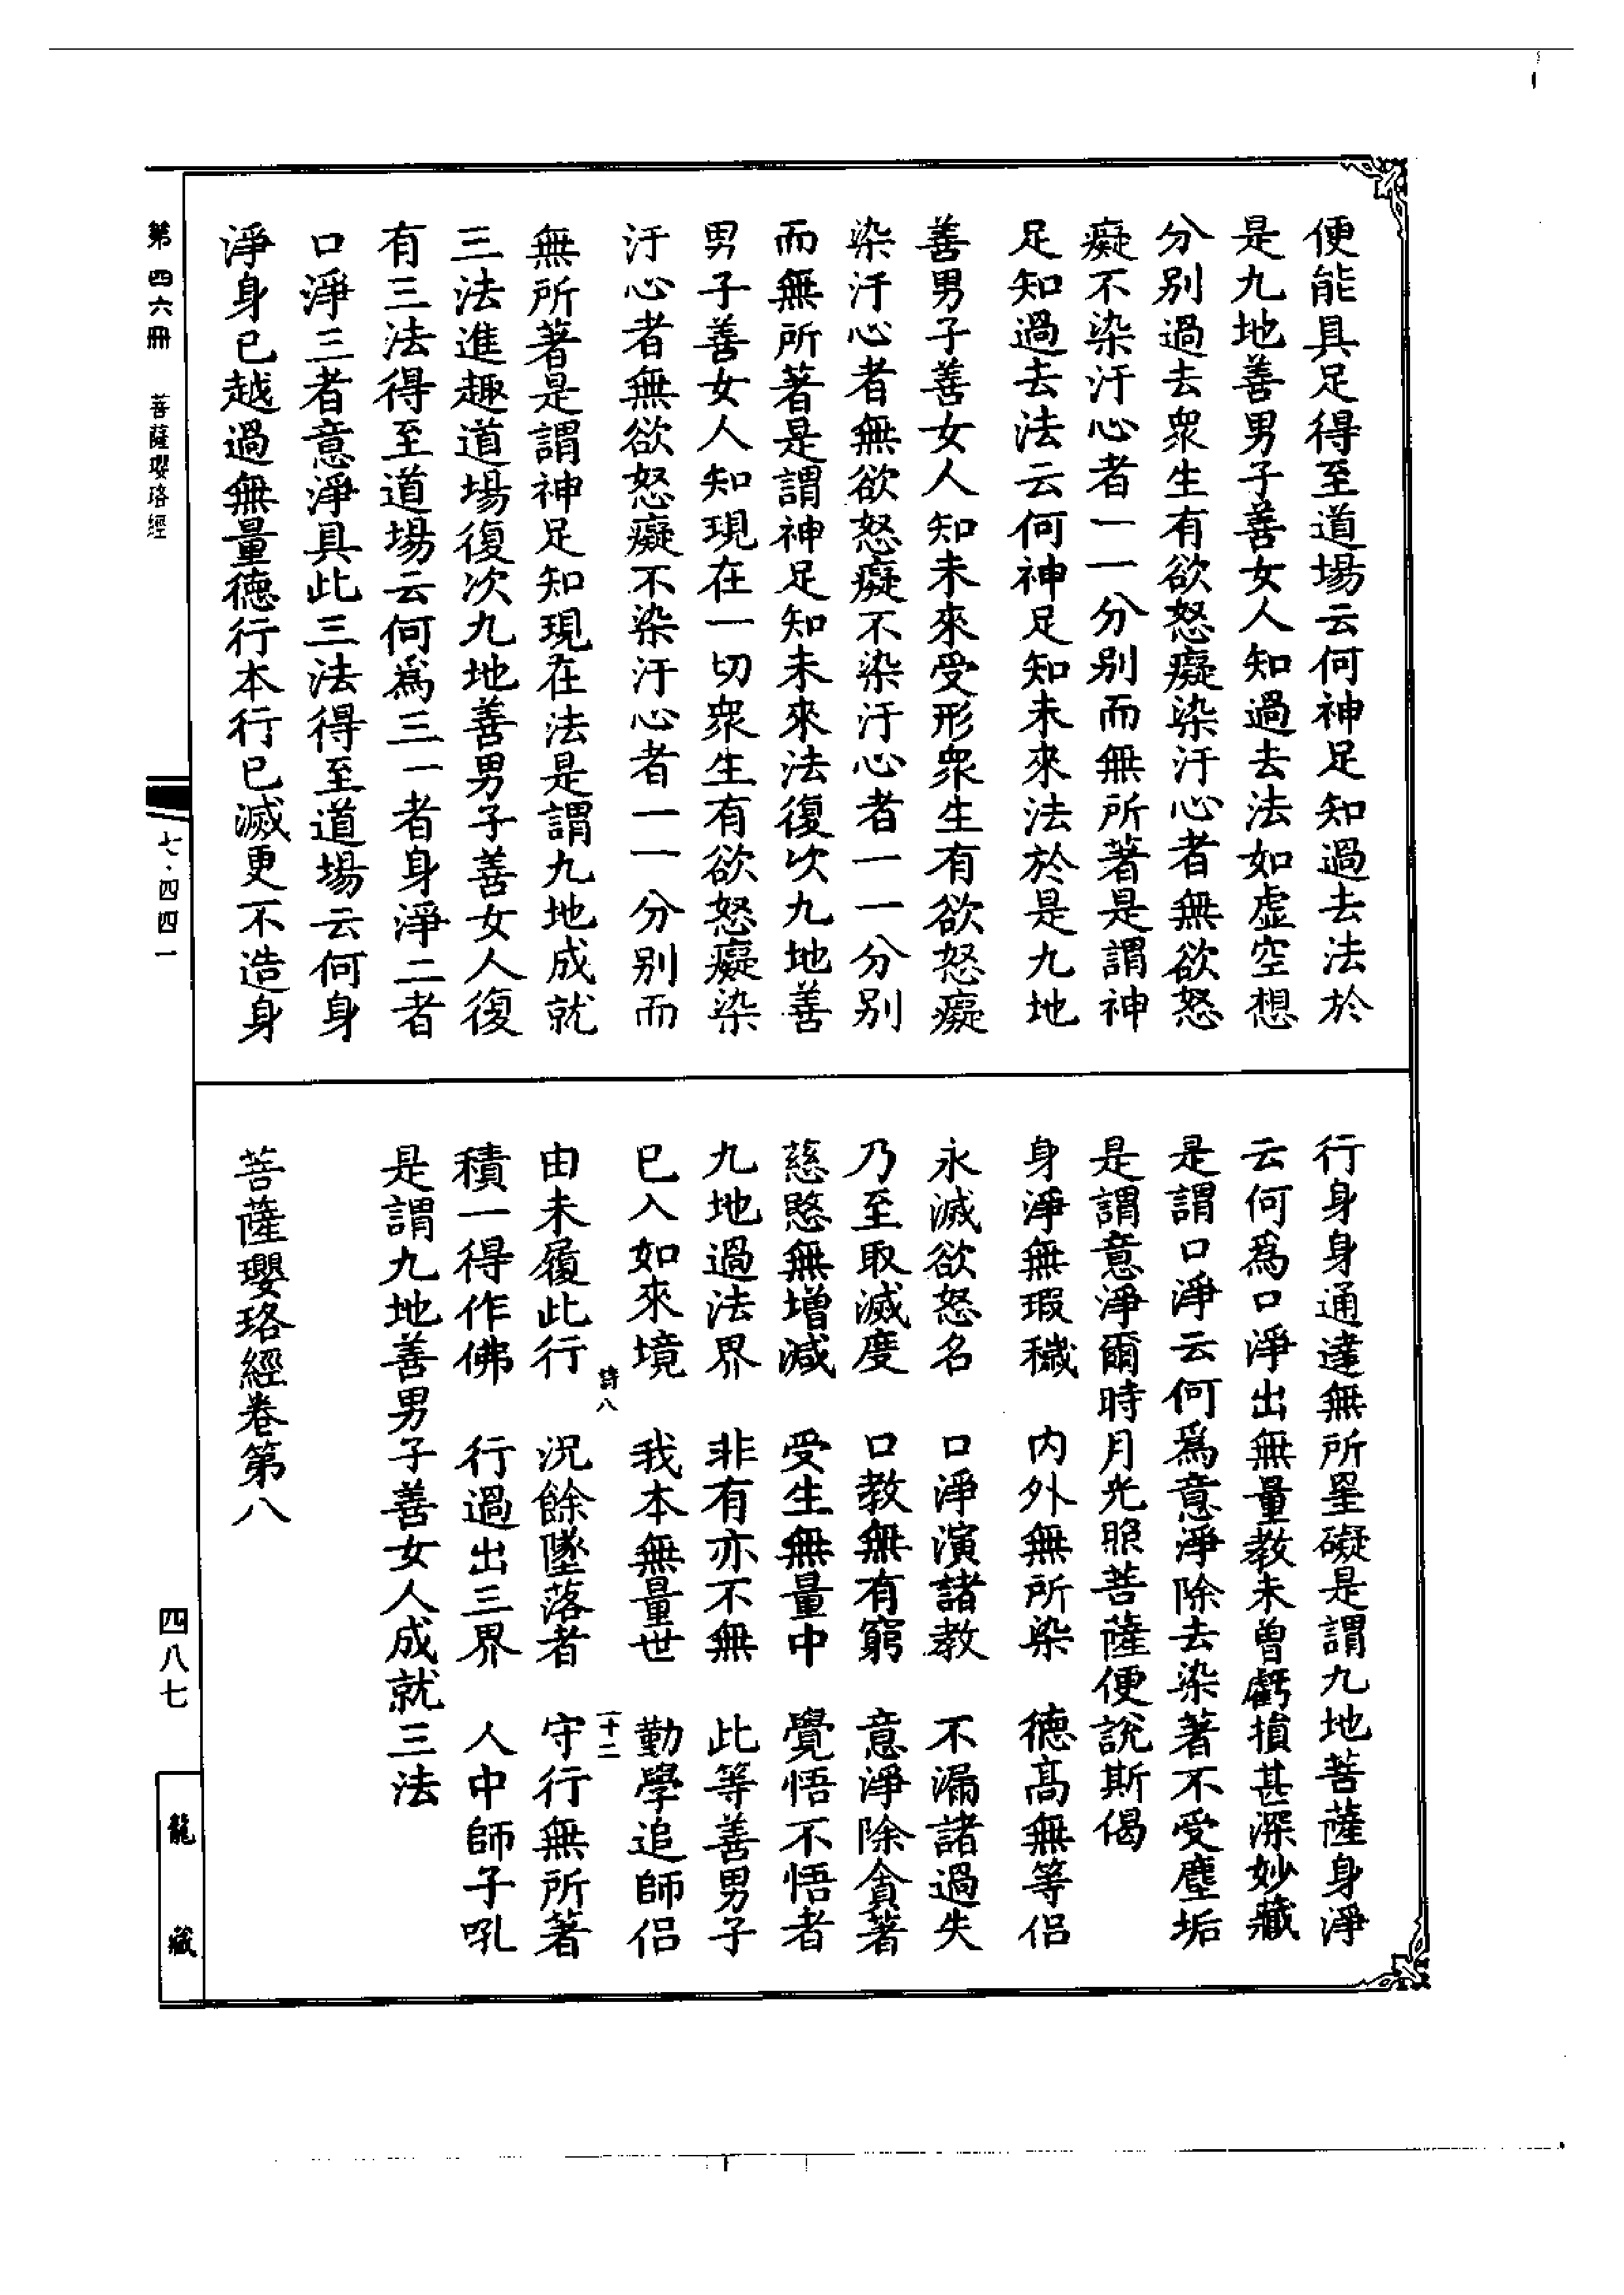 便能具足得至道場云何神足知過去法於
是九地善男子善女人知過去法如虛空想
分別過去眾生有欲怒癡染汙心者無欲怒
癡不染汙心者一一分別而無所著是謂神
足知過去法云何神足知未來法於是九地
善男子善女人知未來受形眾生有欲怒癡
染汙心者無欲怒癡不染汙心者一一分別
而無所著是謂神足知未來法復次九地善
男子善女人知現在一切眾生有欲怒癡染
汙心者無欲怒癡不染汙心者一一分別而
無所著是謂神足知現在法是謂九地成就
三法進趣道場復次九地善男子善女人復
有三法得至道場云何為三一者身淨二者
口淨三者意淨具此三法得至道場云何身
淨身已越過無量德行本行已滅更不造身
行身身通達無所罣礙是謂九地菩薩身淨
云何為口淨出無量教未曾虧損甚深妙藏
是謂口淨云何為意淨除去染著不受塵垢
是謂意淨爾時月光照菩薩便說斯偈
身淨無瑕穢　內外無所染　德高無等侶
永滅欲怒名　口淨演諸教　不漏諸過失
乃至取滅度　口教無有窮　意淨除貪著
慈愍無增減　受生無量中　覺悟不悟者
九地過法界　非有亦不無　此等善男子
已入如來境　我本無量世　勤學追師侶
詩八　十二
由未履此行　況餘墜落者　守行無所著
積一得作佛　行過出三界　人中師子吼
是謂九地善男子善女人成就三法
菩薩瓔珞經卷第八
第四六冊　菩薩瓔珞經
七·四四一
四八七
龍藏